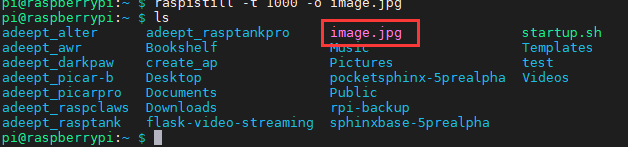 pi@raspberrypi:~ $ raspistill -t 1000 -o image.jpg
pi@raspberrypi:~ $ ls
adeept_alter adeept_rasptankpro image.jpg startup.sh
adeept_awr Bookshelf Music Templates
adeept_darkpaw create_ap Pictures test
adeept_picar-b Desktop pocketsphinx-5prealpha Videos
adeept_picarpro Documents Public
adeept_raspclaws Downloads rpi-backup
adeept_rasptank flask-video-streaming sphinxbase-5prealpha
pi@raspberrypi:~ $